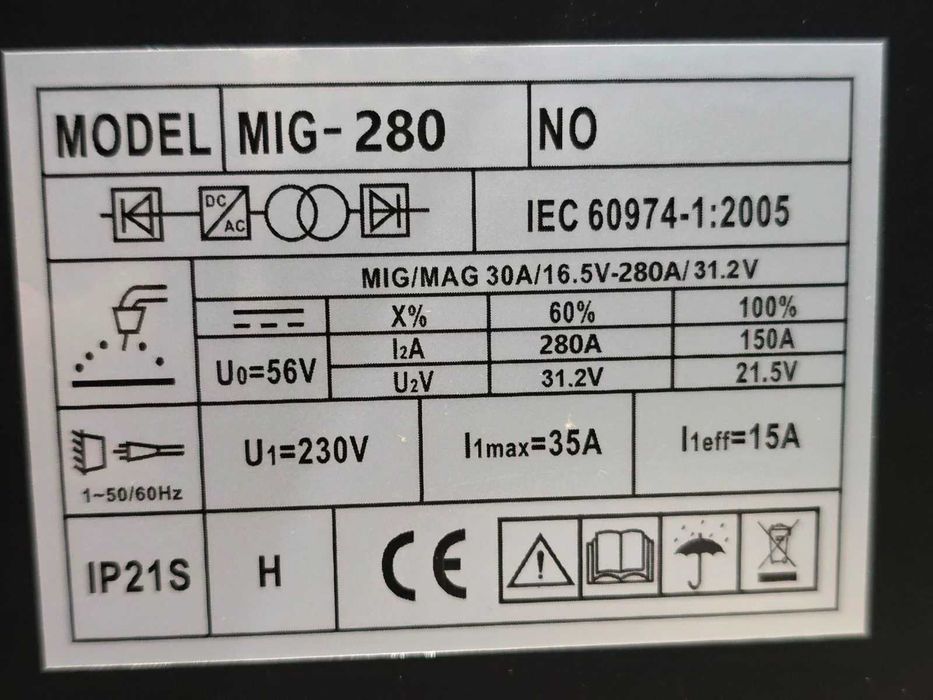 MODEL MIG-280 NO
DC
AC
IEC 60974-1:2005
MIG/MAG 30A/16.5V-280A/31.2V
X% 60% 100%
U0=56V
I2A 280A 150A
U2V 31.2V 21.5V
1~50/60Hz
U1=230V I1max=35A I1eff=15A
IP21S H CE